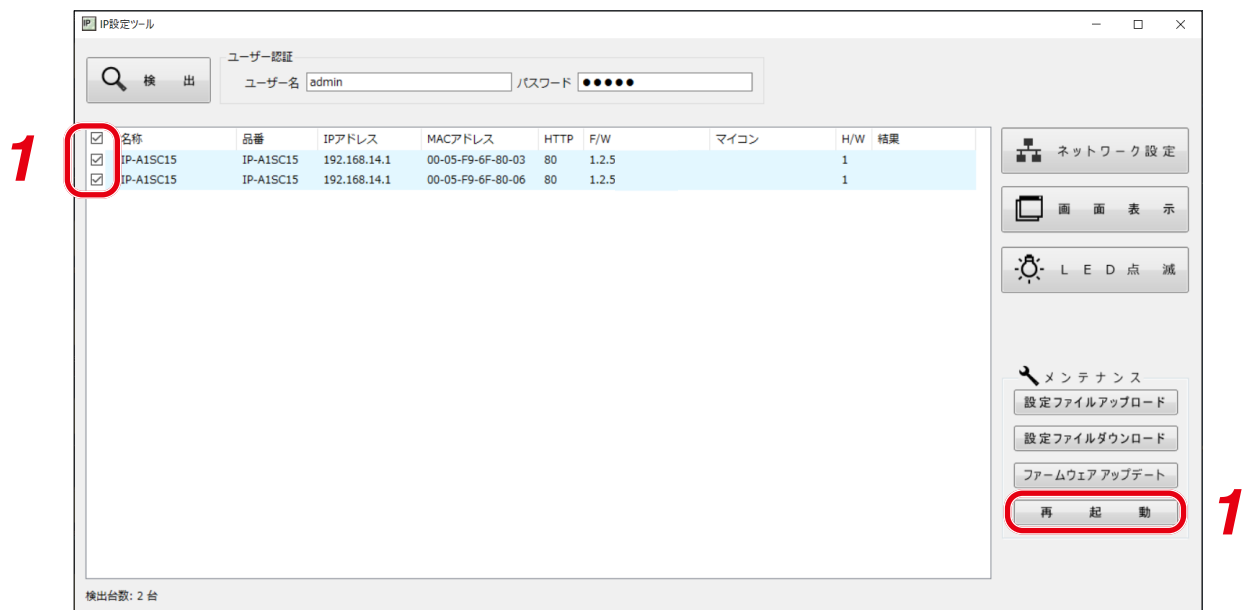 IP IP設定ツール
検 出
ユーザー認証
ユーザー名 admin パスワード ●●●●●
1
名称 品番 IPアドレス MACアドレス HTTP F/W マイコン H/W 結果
IP-A1SC15 IP-A1SC15 192.168.14.1 00-05-F9-6F-80-03 80 1.2.5 1
IP-A1SC15 IP-A1SC15 192.168.14.1 00-05-F9-6F-80-06 80 1.2.5 1
ネットワーク設定
画 面 表 示
L E D 点 滅
メンテナンス
設定ファイルアップロード
設定ファイルダウンロード
ファームウェア アップデート
再 起 動
1
検出台数: 2 台